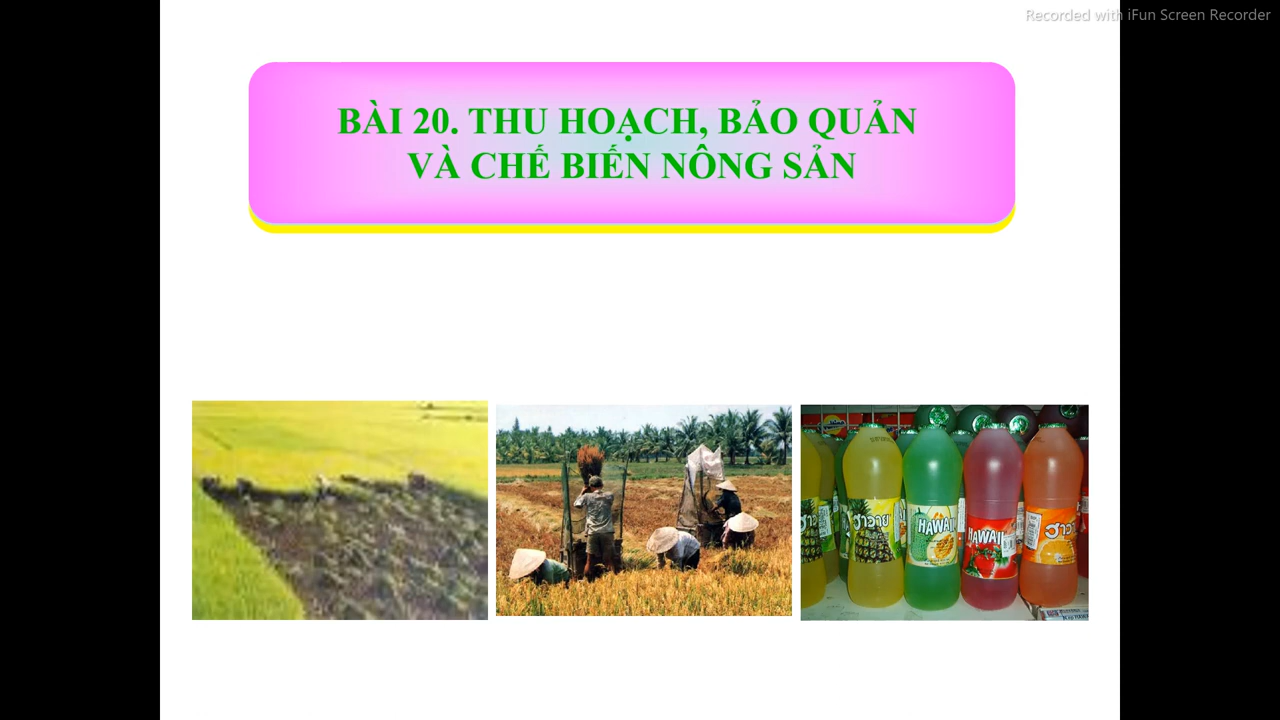 Recorded with iFun Screen Recorder
BÀI 20. THU HOẠCH, BẢO QUẢN
VÀ CHẾ BIẾN NÔNG SẢN
HAWAII
HAWAII